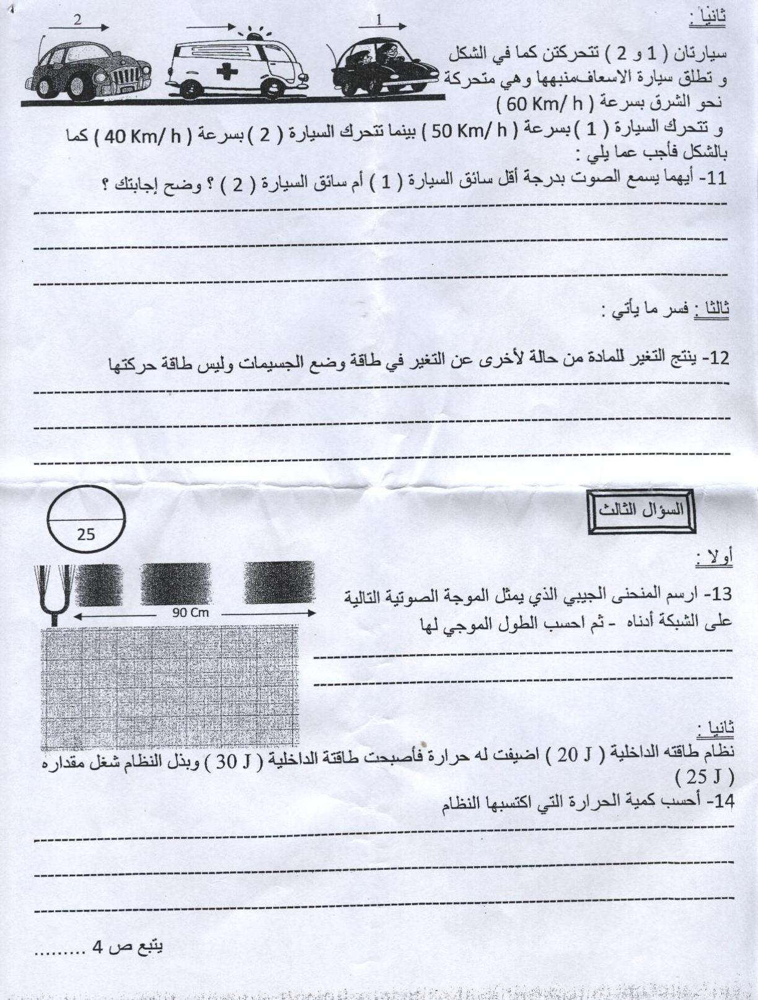 ثانيا :
2
1
سيارتان ( 1 و 2 ) تتحركتن كما في الشكل
و تطلق سيارة الاسعاف منبهها وهي متحركة
نحو الشرق بسرعة ( 60 Km/ h )
و تتحرك السيارة ( 1 ) بسرعة ( 50 Km/ h ) بينما تتحرك السيارة ( 2 ) بسرعة ( 40 Km/ h ) كما
بالشكل فأجب عما يلي :
11- أيهما يسمع الصوت بدرجة أقل سائق السيارة ( 1 ) أم سائق السيارة ( 2 ) ؟ وضح إجابتك ؟
ثالثا : فسر ما يأتي :
12- ينتج التغير للمادة من حالة لأخرى عن التغير في طاقة وضع الجسيمات وليس طاقة حركتها
السؤال الثالث
25
أولا :
13- ارسم المنحنى الجيبي الذي يمثل الموجة الصوتية التالية
على الشبكة أدناه - ثم احسب الطول الموجي لها
90 Cm
ثانيا :
نظام طاقته الداخلية ( 20 J ) اضيفت له حرارة فأصبحت طاقتة الداخلية ( 30 J ) وبذل النظام شغل مقداره
( 25 J )
14- أحسب كمية الحرارة التي اكتسبها النظام
يتبع ص 4 .........